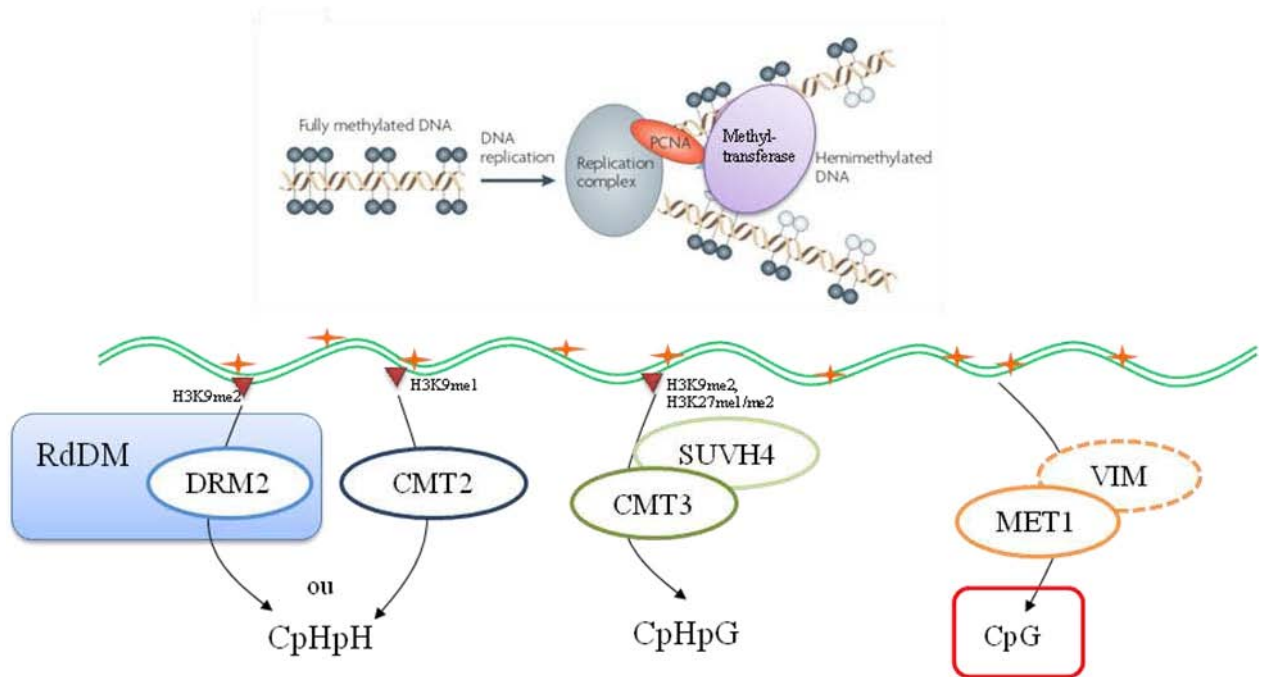 Fully methylated DNA
DNA
replication
Replication
complex
PCNA
Methyl-
transferase
Hemimethylated
DNA
H3K9me2
H3K9me1
H3K9me2,
H3K27me1/me2
RdDM
DRM2
CMT2
SUVH4
CMT3
VIM
MET1
ou
CpHpH
CpHpG
CpG